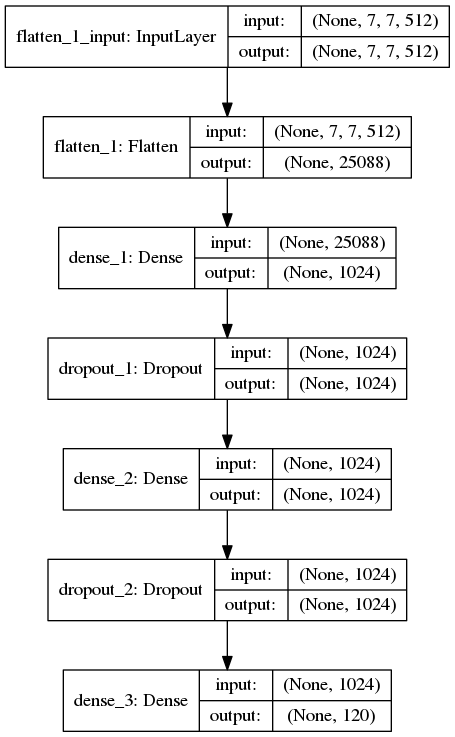 flatten_1_input: InputLayer
input: (None, 7, 7, 512)
output: (None, 7, 7, 512)
flatten_1: Flatten
input: (None, 7, 7, 512)
output: (None, 25088)
dense_1: Dense
input: (None, 25088)
output: (None, 1024)
dropout_1: Dropout
input: (None, 1024)
output: (None, 1024)
dense_2: Dense
input: (None, 1024)
output: (None, 1024)
dropout_2: Dropout
input: (None, 1024)
output: (None, 1024)
dense_3: Dense
input: (None, 1024)
output: (None, 120)